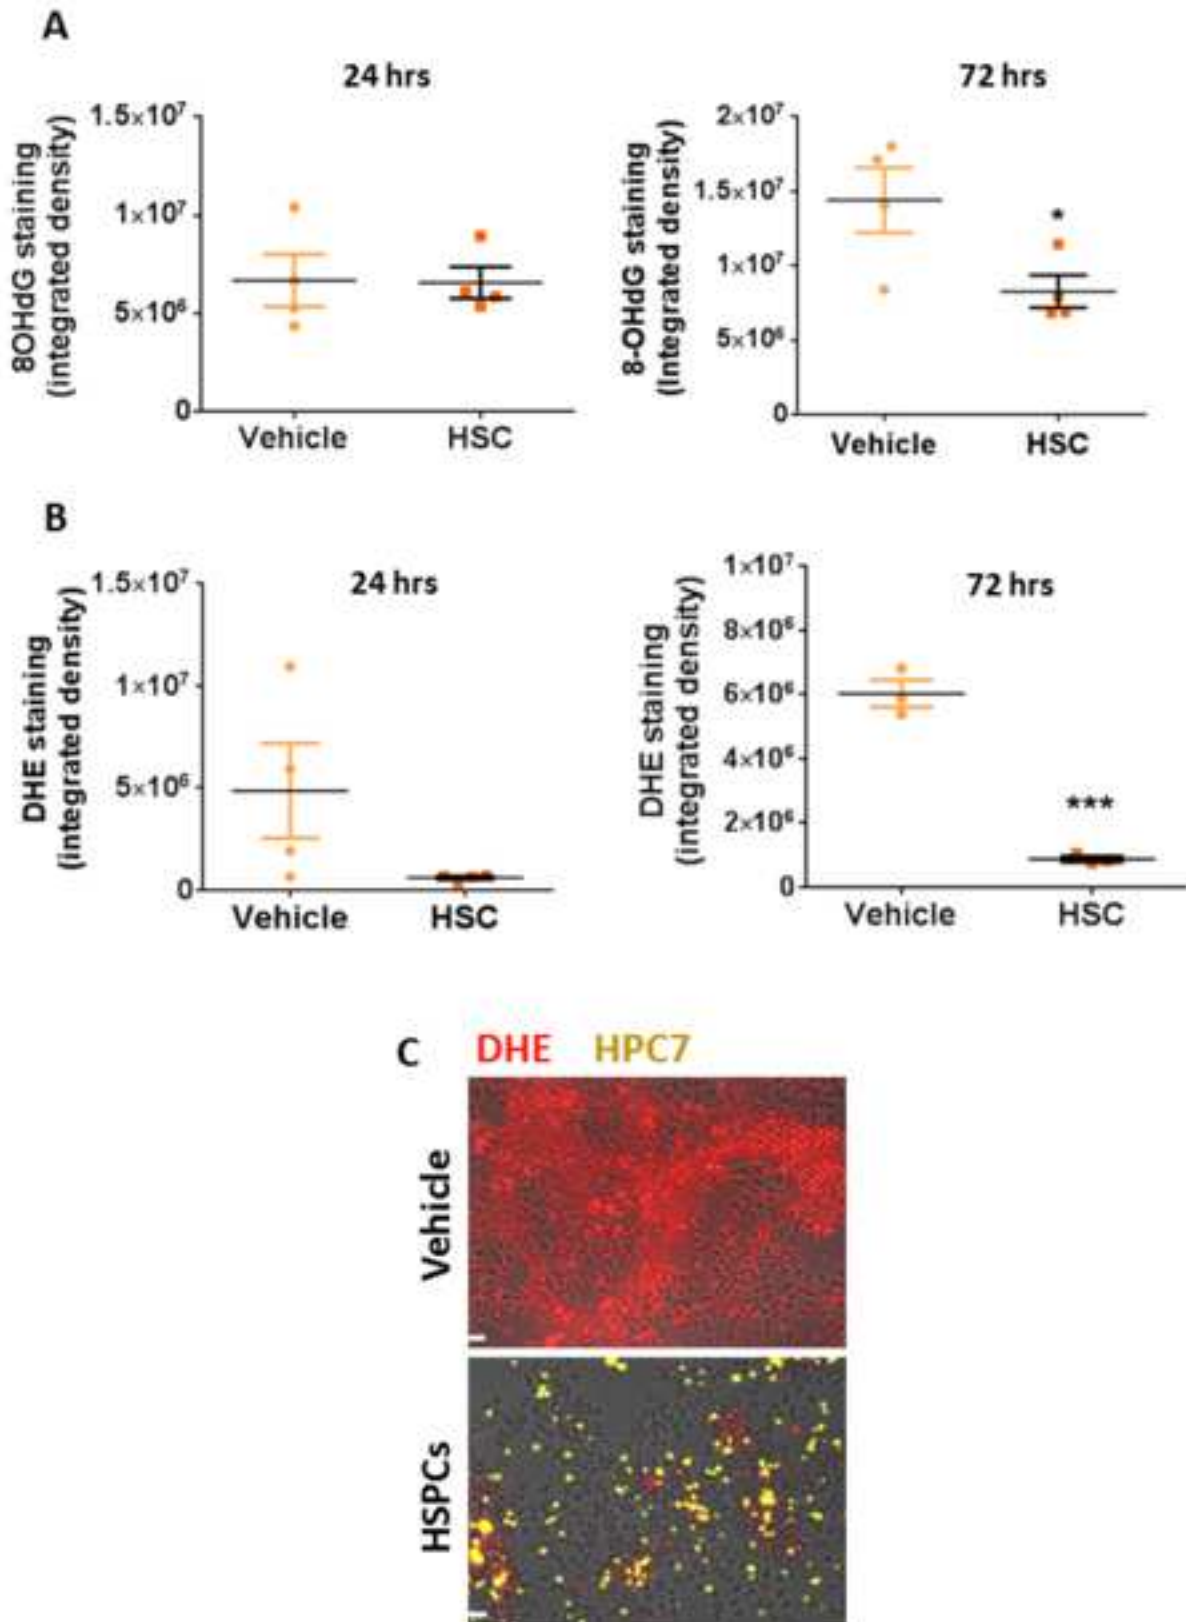 A
24 hrs
72 hrs
8OHdG staining
(integrated density)
1.5×10⁷
1×10⁷
5×10⁶
0
Vehicle
HSC
8-OHdG staining
(Integrated density)
2×10⁷
1.5×10⁷
1×10⁷
5×10⁶
0
*
Vehicle
HSC
B
24 hrs
72 hrs
DHE staining
(integrated density)
1.5×10⁷
1×10⁷
5×10⁶
0
Vehicle
HSC
DHE staining
(integrated density)
1×10⁷
8×10⁶
6×10⁶
4×10⁶
2×10⁶
0
***
Vehicle
HSC
C
DHE HPC7
Vehicle
HSPCs